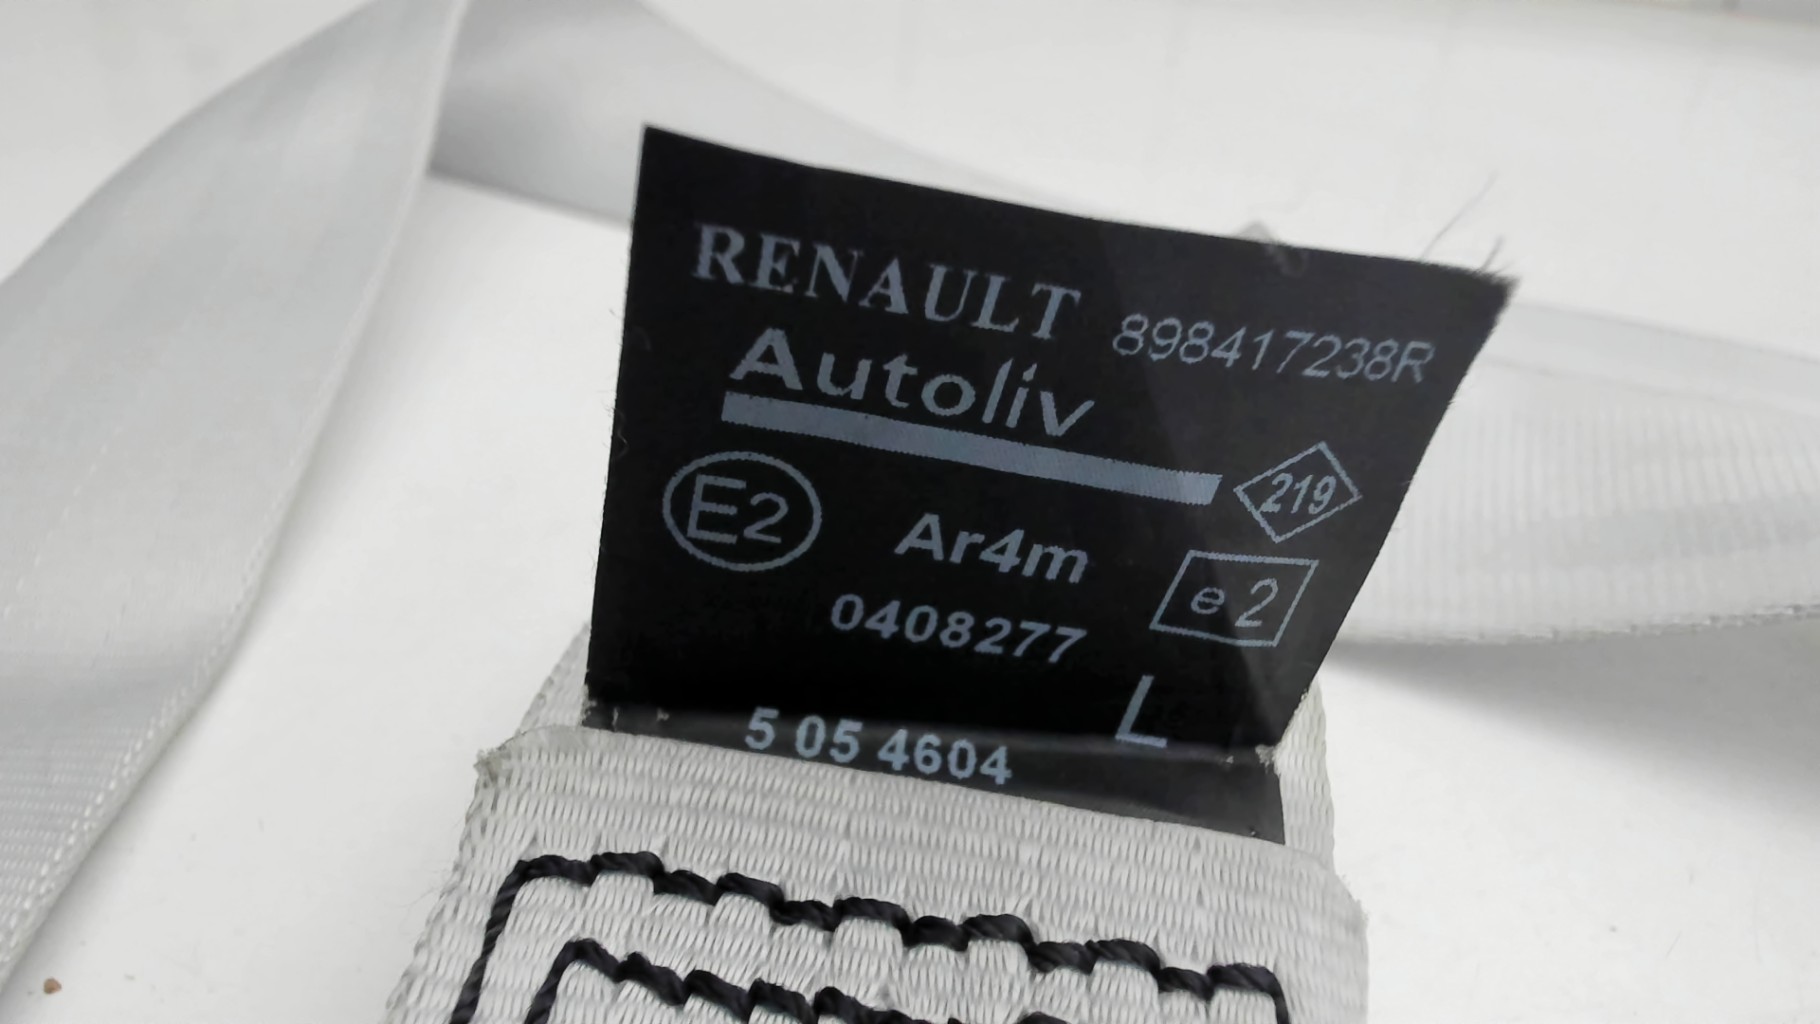 RENAULT 898417238R
Autoliv
219
E2 Ar4m e2
0408277
L
5 05 4604